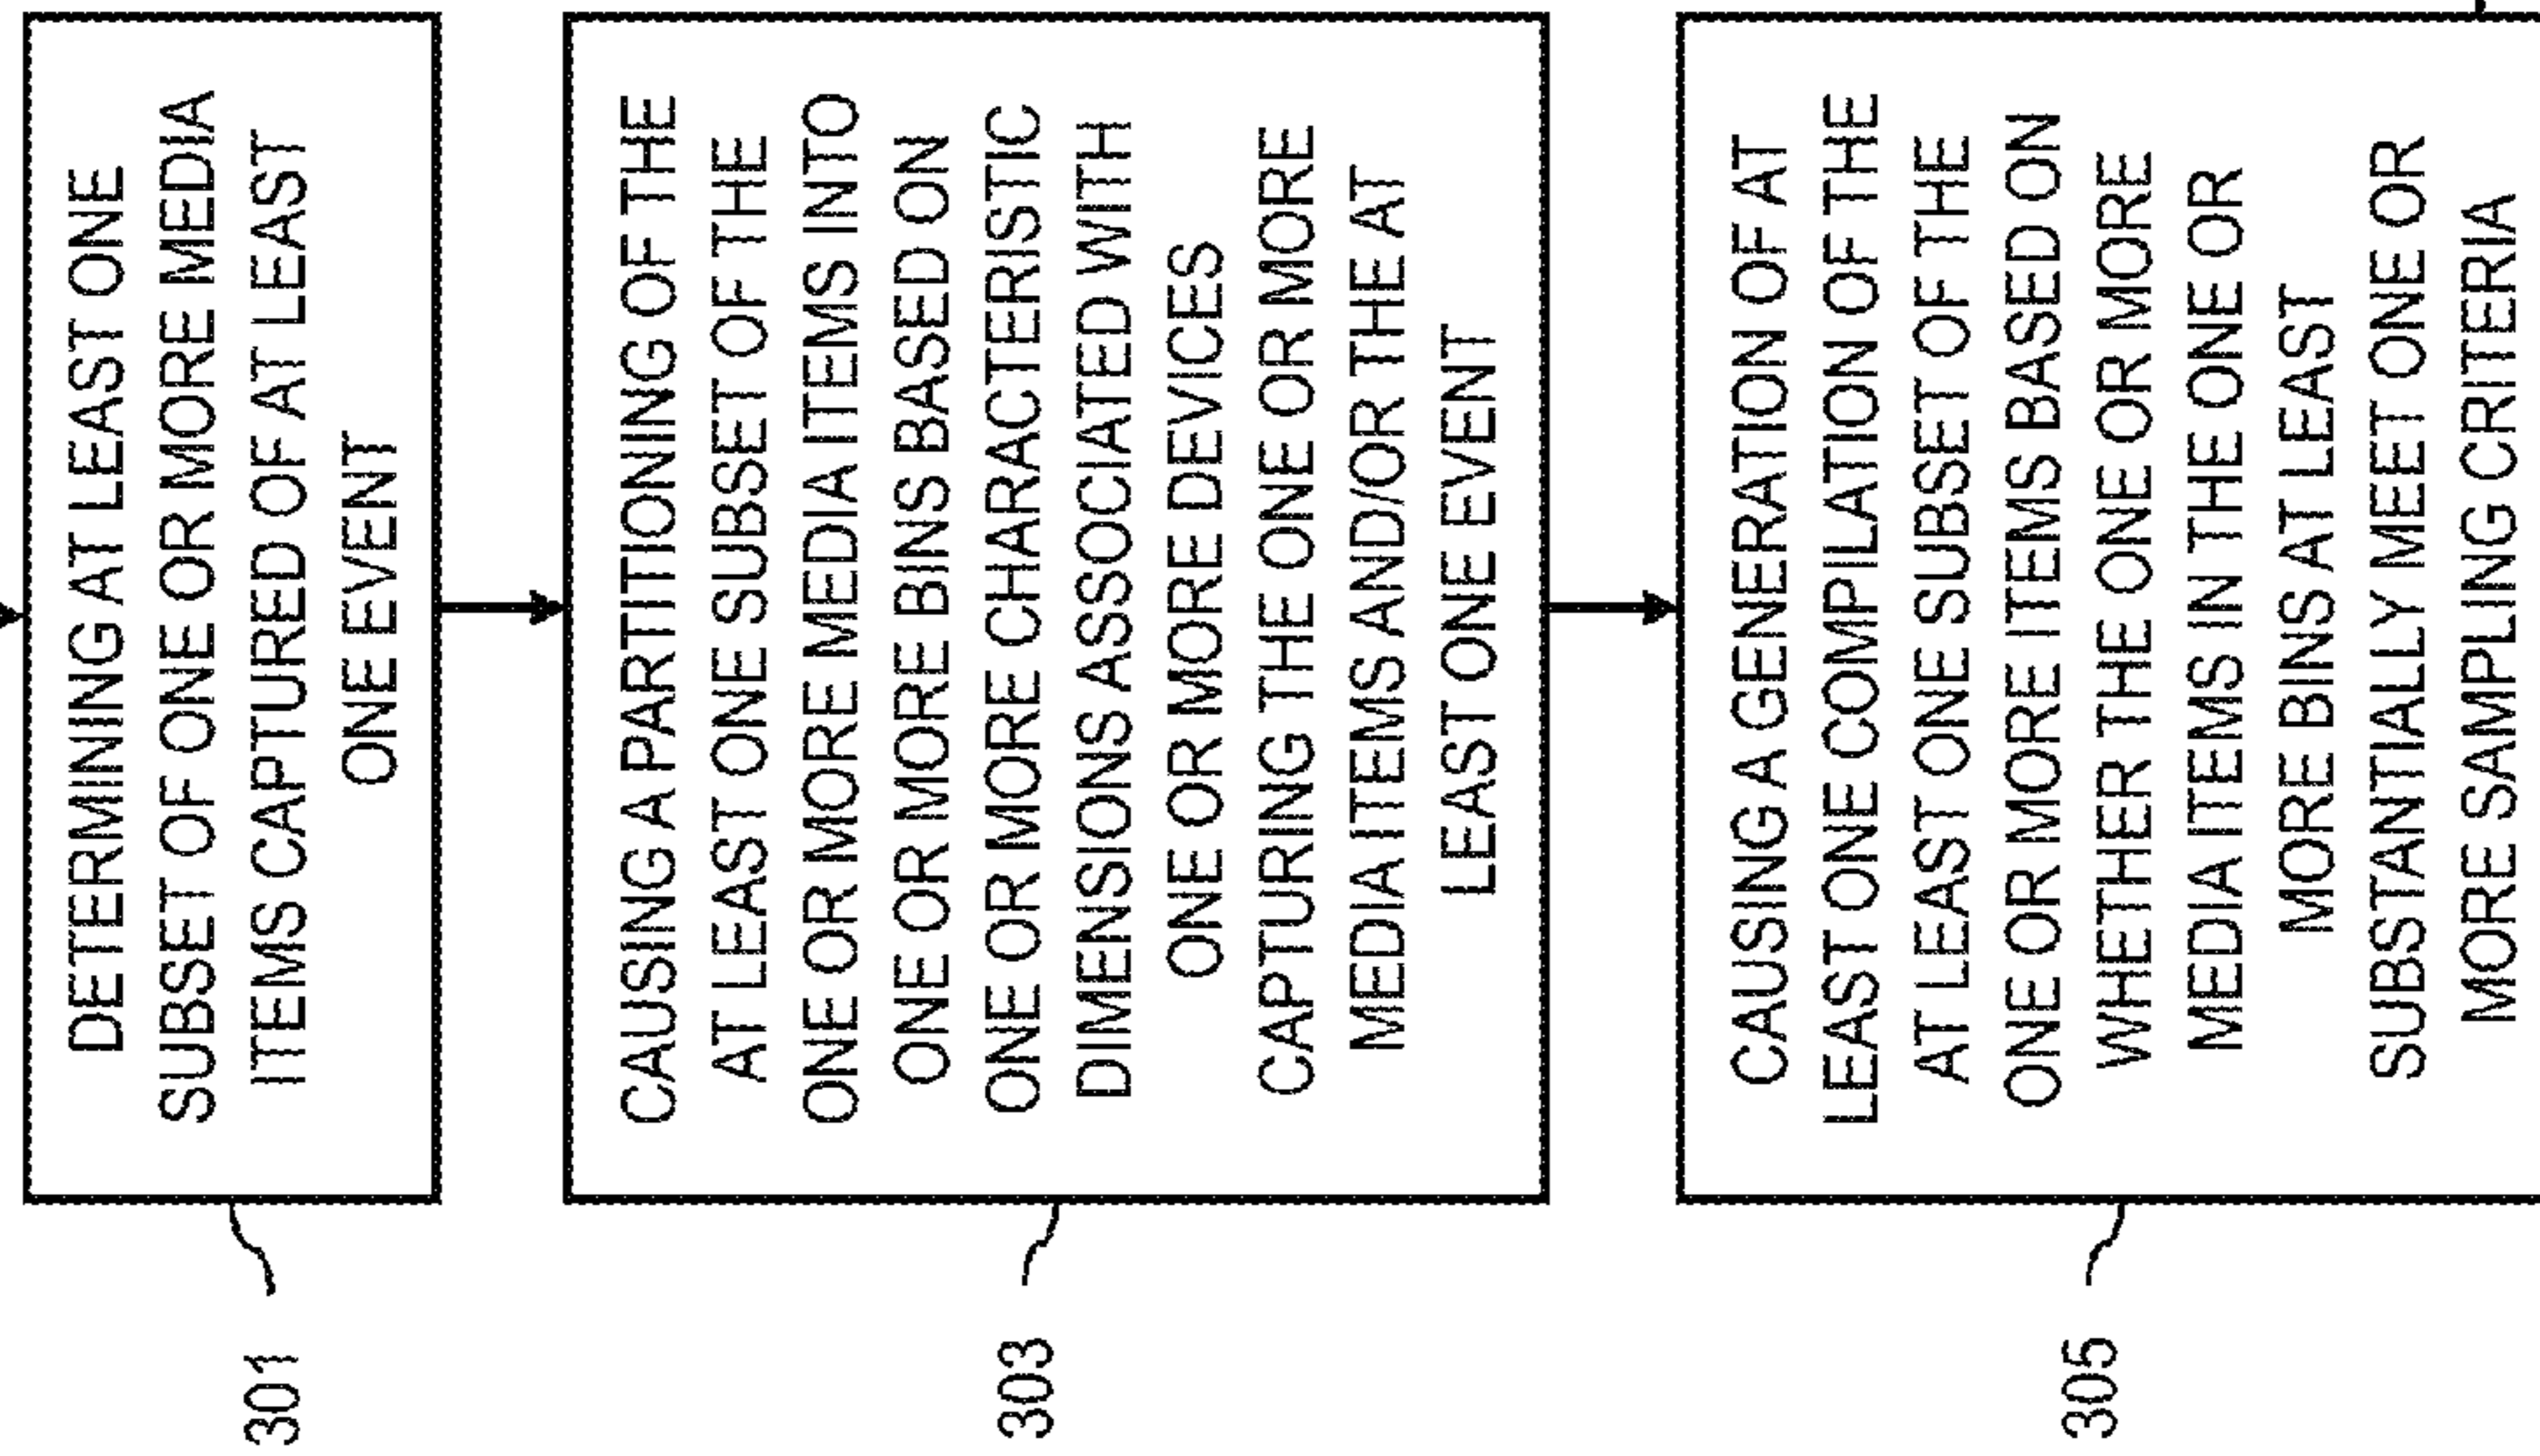 DETERMINING AT LEAST ONE
SUBSET OF ONE OR MORE MEDIA
ITEMS CAPTURED OF AT LEAST
ONE EVENT
301
CAUSING A PARTITIONING OF THE
AT LEAST ONE SUBSET OF THE
ONE OR MORE MEDIA ITEMS INTO
ONE OR MORE BINS BASED ON
ONE OR MORE CHARACTERISTIC
DIMENSIONS ASSOCIATED WITH
ONE OR MORE DEVICES
CAPTURING THE ONE OR MORE
MEDIA ITEMS AND/OR THE AT
LEAST ONE EVENT
303
CAUSING A GENERATION OF AT
LEAST ONE COMPILATION OF THE
AT LEAST ONE SUBSET OF THE
ONE OR MORE ITEMS BASED ON
WHETHER THE ONE OR MORE
MEDIA ITEMS IN THE ONE OR
MORE BINS AT LEAST
SUBSTANTIALLY MEET ONE OR
MORE SAMPLING CRITERIA
305